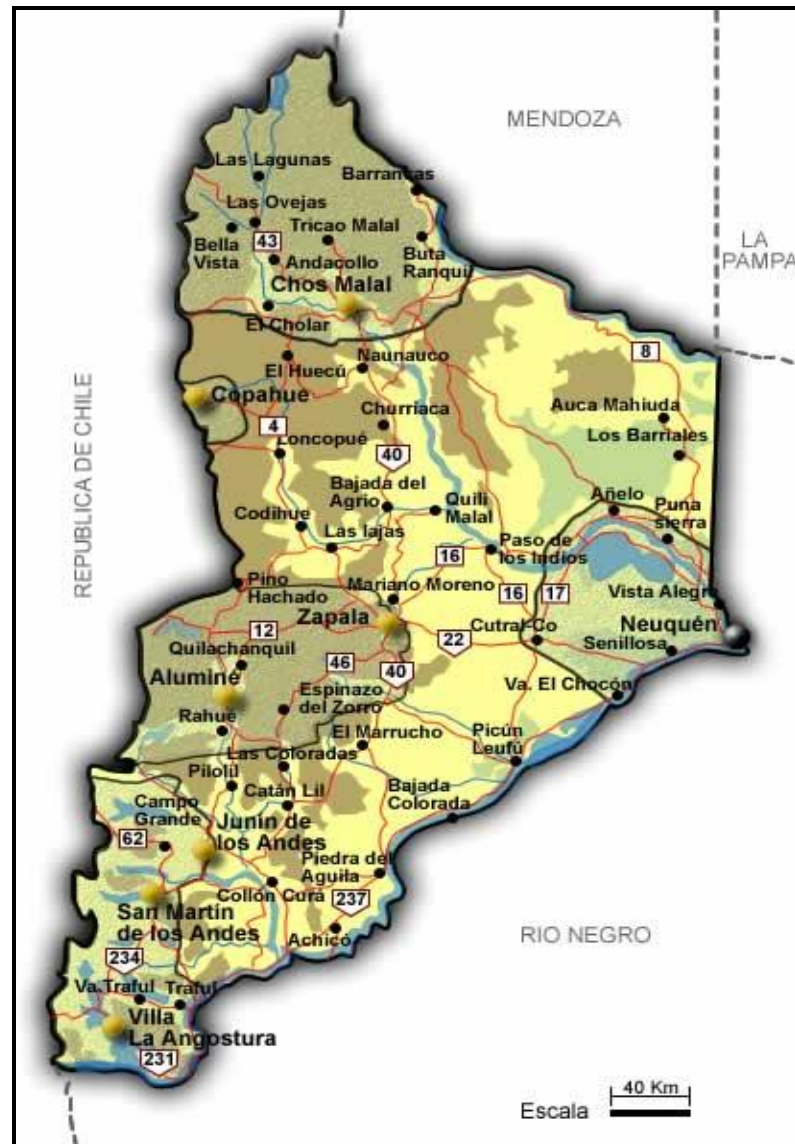 MENDOZA
Las Lagunas
Barrancas
Las Ovejas
Tricao Malal
LA
PAMPA
Bella
Vista
43
Buta
Ranquil
Andacollo
Chos Malal
El Cholar
8
Naunauco
El Huecú
REPUBLICA DE CHILE
Copahue
Churriaca
Auca Mahiuda
4
Los Barriales
Loncopué
40
Bajada del
Agrio
Quili
Malal
Añelo
Puna
sierra
Codihue
Las lajas
Paso de
los Indios
16
Pino
Hachado
Mariano Moreno
16
17
Vista Alegre
Zapala
Neuquén
12
22
Cutral-Co
Senillosa
Quilachanquil
46
40
Aluminé
Espinazo
del Zorro
Va. El Chocón
Rahue
El Marrucho
Picún
Leufú
Las Coloradas
Pilolil
Catán Lil
Bajada
Colorada
Campo
Grande
62
Junin de
los Andes
Piedra del
Aguila
Collón Curá
237
San Martín
de los Andes
Achicó
RIO NEGRO
234
Va.Traful
Traful
Villa
La Angostura
231
40 Km
Escala